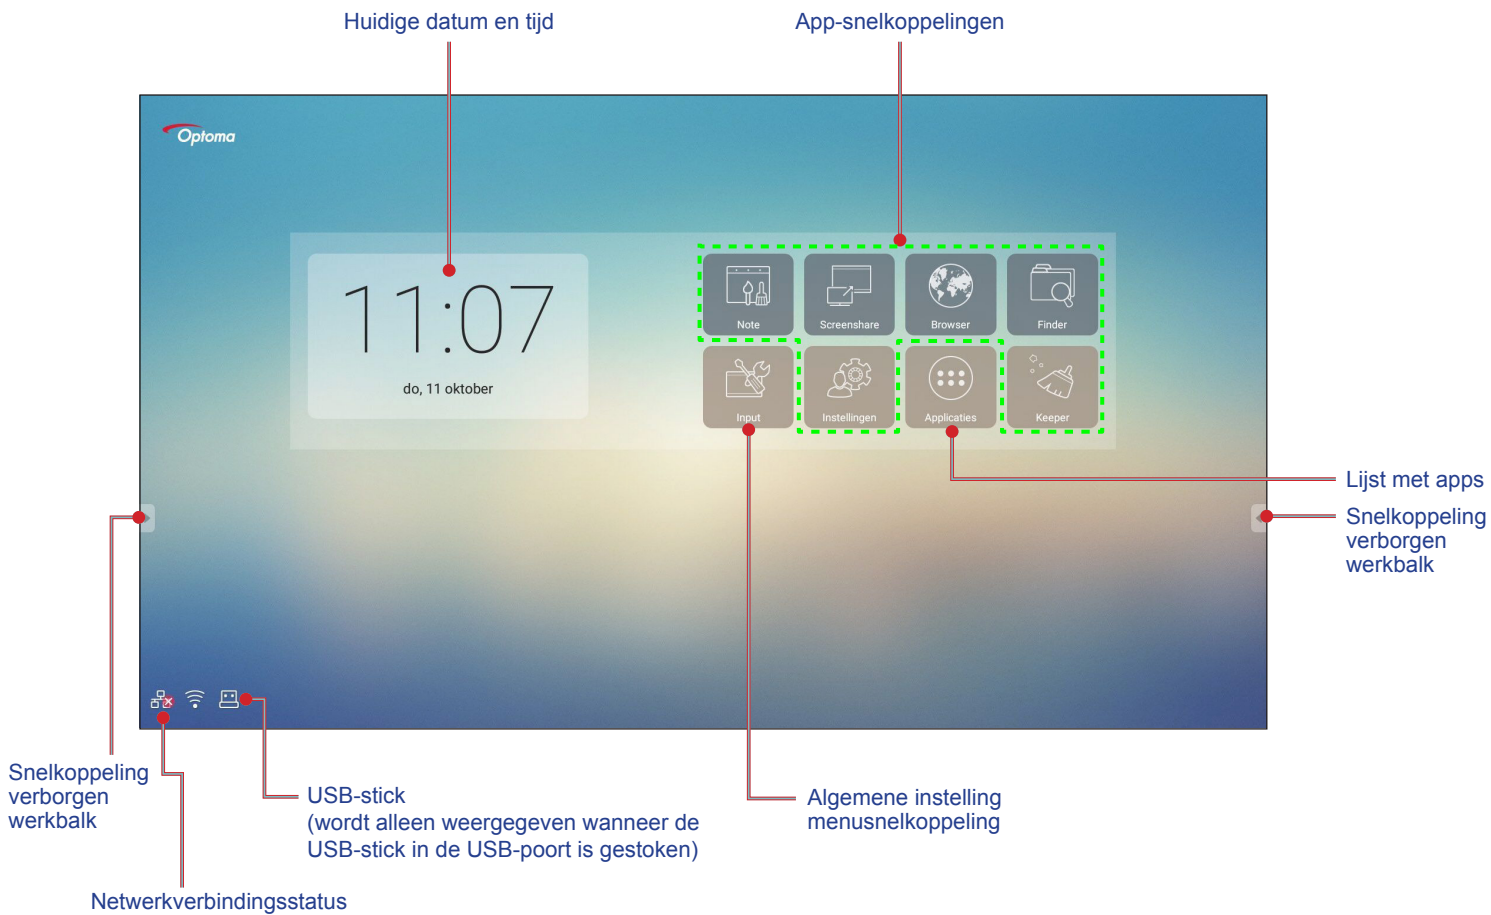 Huidige datum en tijd
App-snelkoppelingen
Optoma
11:07
do, 11 oktober
Note
Screenshare
Browser
Finder
Input
Instellingen
Applicaties
Keeper
Lijst met apps
Snelkoppeling
verborgen
werkbalk
Snelkoppeling
verborgen
werkbalk
USB-stick
(wordt alleen weergegeven wanneer de
USB-stick in de USB-poort is gestoken)
Algemene instelling
menusnelkoppeling
Netwerkverbindingsstatus